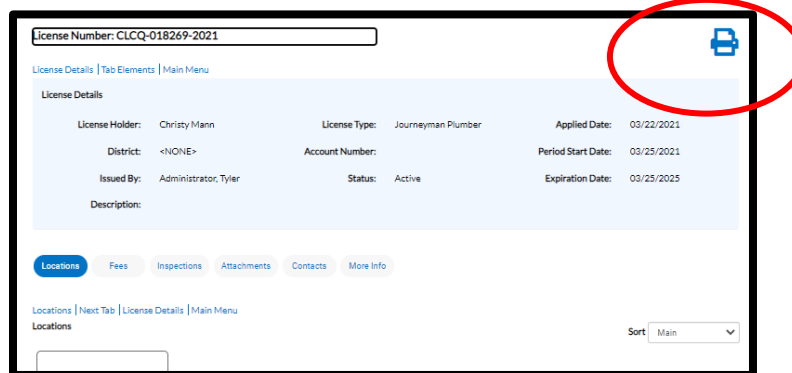 License Number: CLCQ-018269-2021
License Details | Tab Elements | Main Menu
License Details
License Holder: Christy Mann License Type: Journeyman Plumber Applied Date: 03/22/2021
District: <NONE> Account Number: Period Start Date: 03/25/2021
Issued By: Administrator, Tyler Status: Active Expiration Date: 03/25/2025
Description:
Locations Fees Inspections Attachments Contacts More Info
Locations | Next Tab | License Details | Main Menu
Locations Sort Main